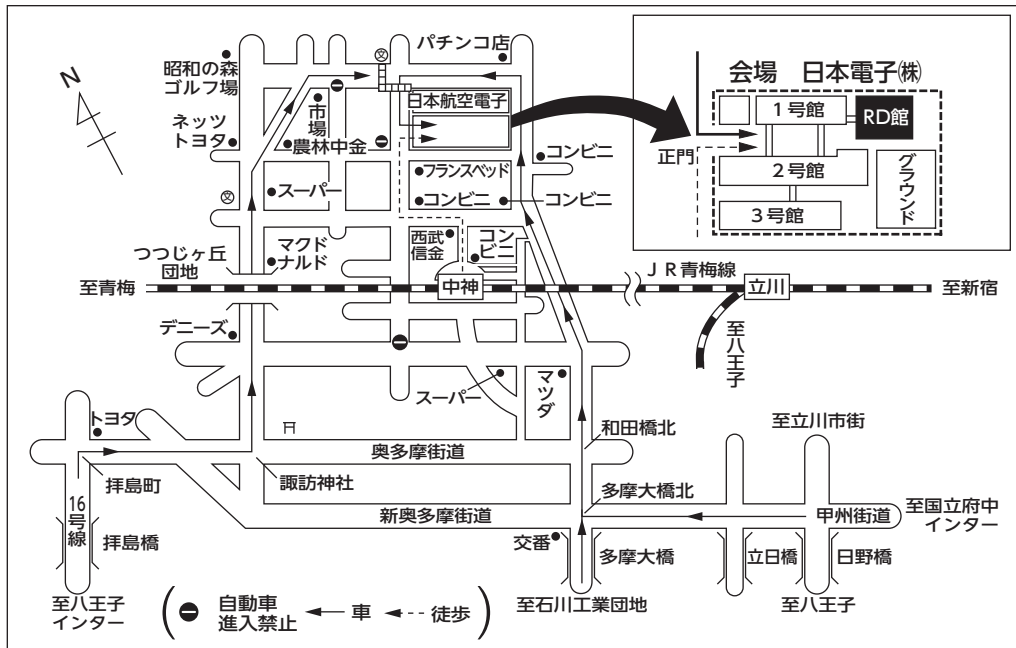 N
昭和の森
ゴルフ場
パチンコ店
文
市場
日本航空電子
ネッツ
トヨタ
農林中金
コンビニ
フランスベッド
スーパー
コンビニ
コンビニ
文
つつじヶ丘
団地
マクド
ナルド
西武
信金
コン
ビニ
JR青梅線
至青梅
中神
立川
至新宿
デニーズ
至八王子
スーパー
マツダ
トヨタ
奥多摩街道
和田橋北
至立川市街
拝島町
諏訪神社
多摩大橋北
16号線
新奥多摩街道
甲州街道
至国立府中
インター
拝島橋
交番
多摩大橋
立日橋
日野橋
至八王子
インター
至石川工業団地
至八王子
自動車
進入禁止
車
徒歩
会場 日本電子㈱
1号館
RD館
正門
2号館
グラウンド
3号館